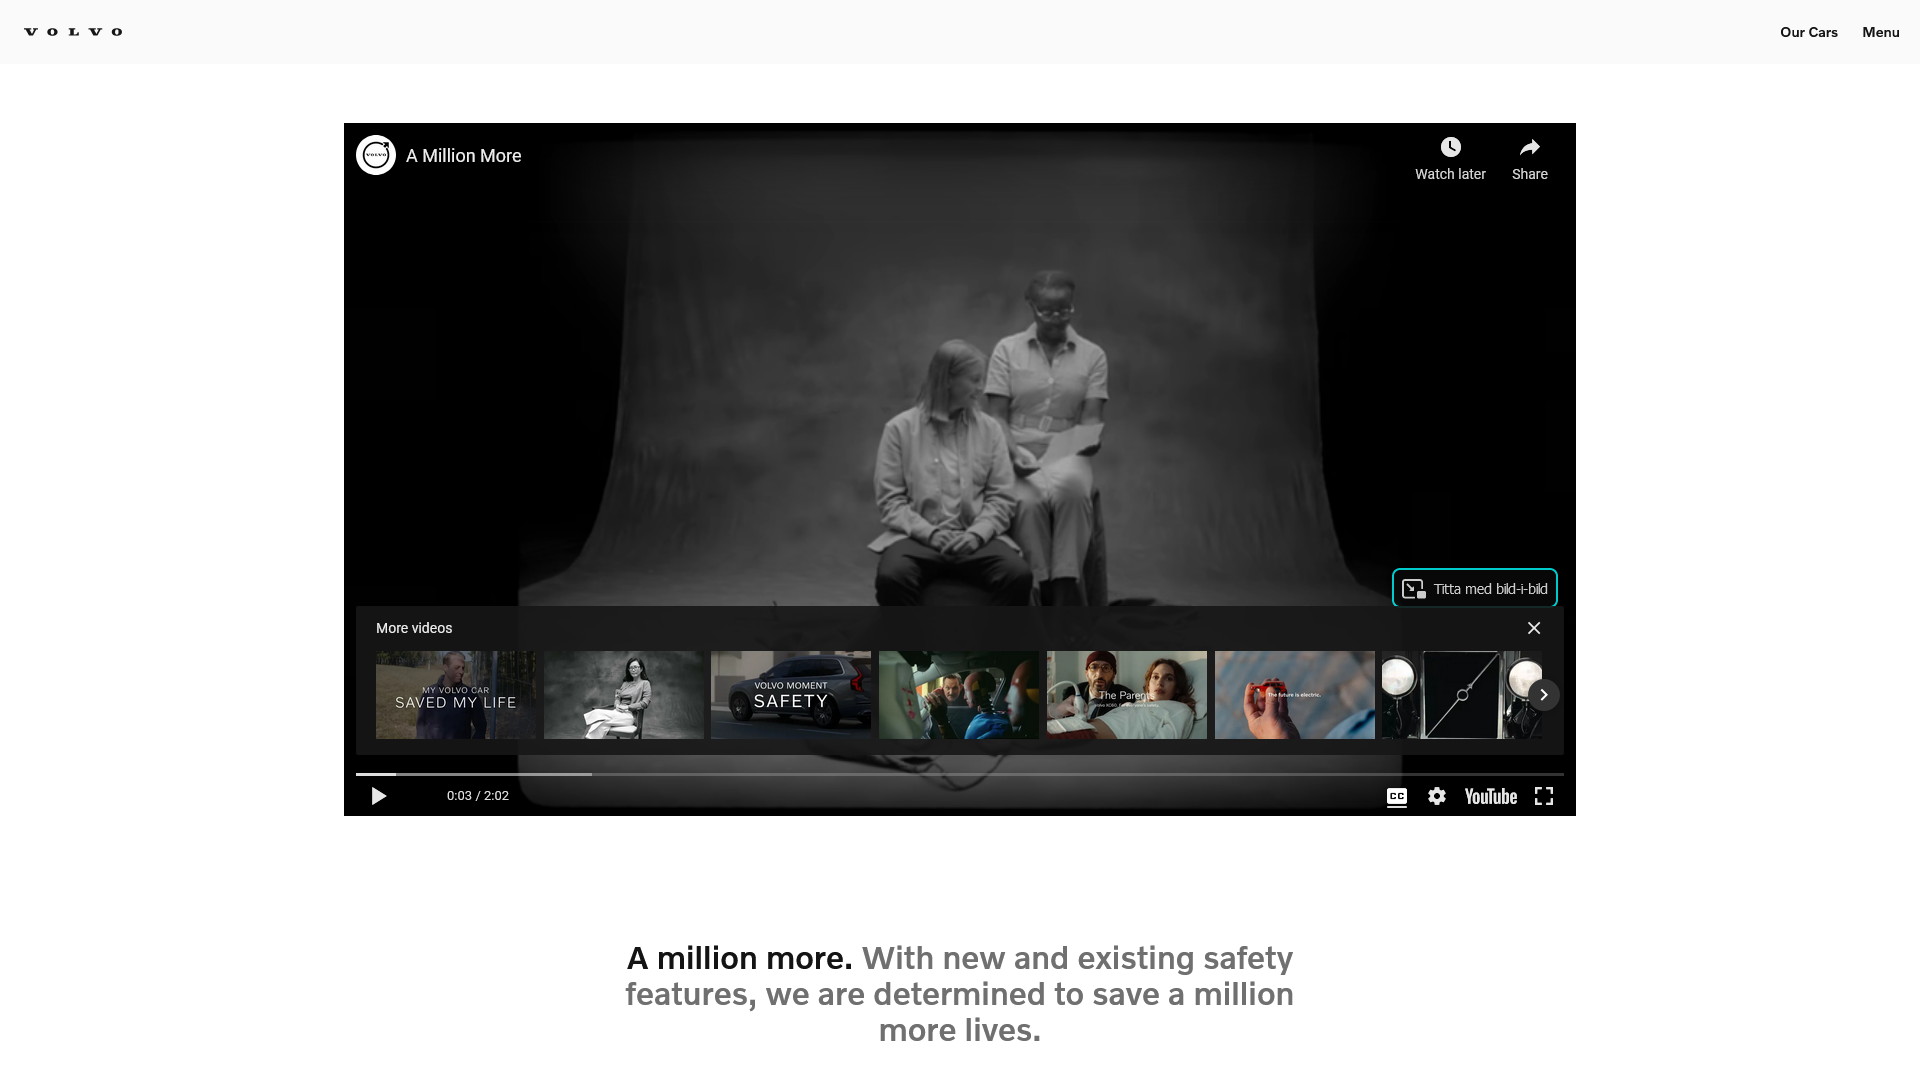 VOLVO
Our Cars
Menu
VOLVO
A Million More
Watch later
Share
Titta med bild-i-bild
More videos
MY VOLVO CAR
SAVED MY LIFE
VOLVO MOMENT
SAFETY
The Parents
The future is electric.
0:03 / 2:02
CC
YouTube
A million more. With new and existing safety
features, we are determined to save a million
more lives.